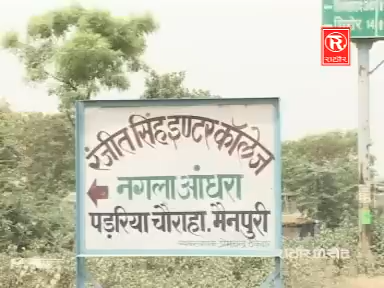 रंजीत सिंह इण्टर कॉलेज
नगला आंधरा
पड़रिया चौराहा. मैनपुरी
R
राठौर